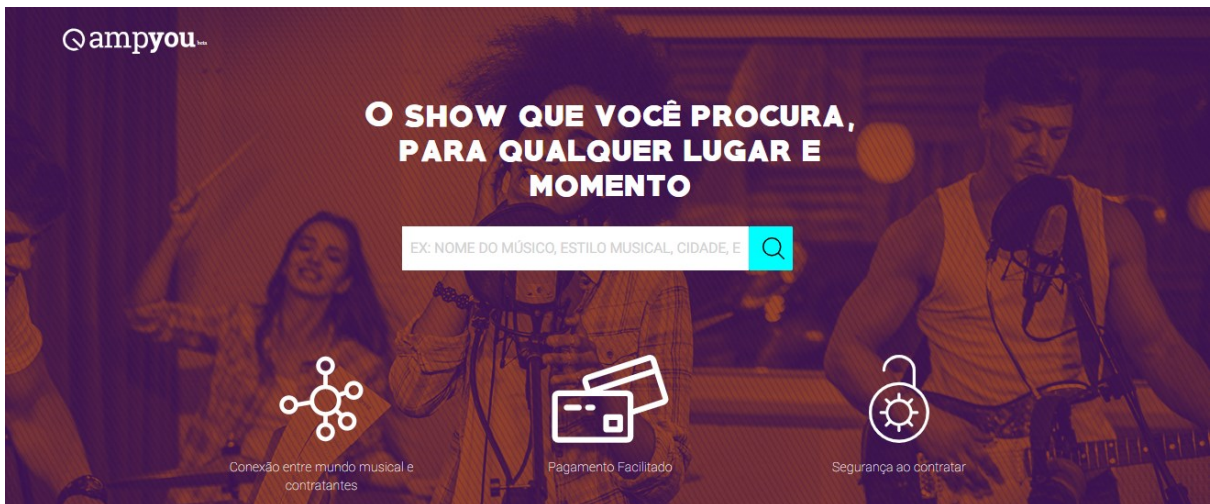 ampyou beta
O SHOW QUE VOCÊ PROCURA,
PARA QUALQUER LUGAR E
MOMENTO
EX: NOME DO MÚSICO, ESTILO MUSICAL, CIDADE, E
Conexão entre mundo musical e
contratantes
Pagamento Facilitado
Segurança ao contratar